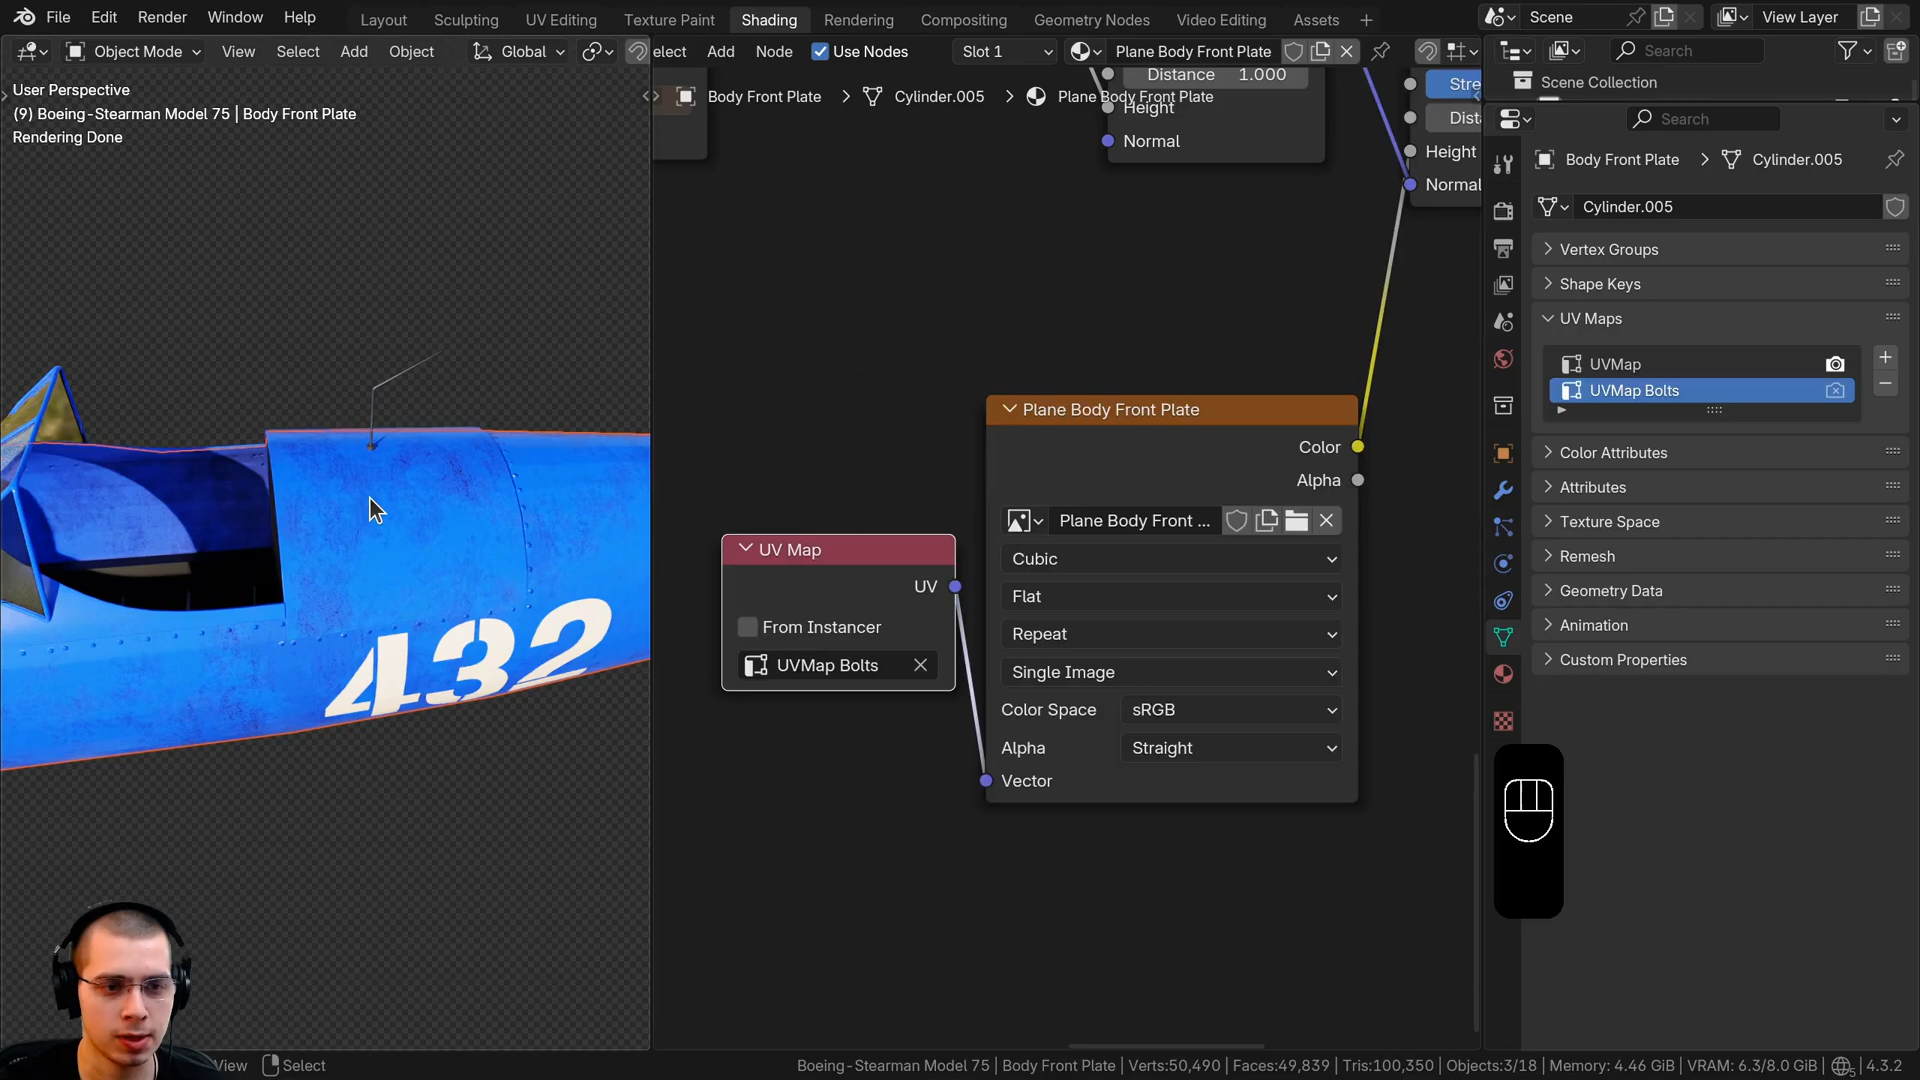 File Edit Render Window Help
Layout Sculpting UV Editing Texture Paint Shading Rendering Compositing Geometry Nodes Video Editing Assets +
Scene View Layer
Object Mode View Select Add Object Global
elect Add Node Use Nodes Slot 1 Plane Body Front Plate
Search
Scene Collection
User Perspective
(9) Boeing-Stearman Model 75 | Body Front Plate
Rendering Done
Body Front Plate > Cylinder.005 > Plane Body Front Plate
Distance 1.000
Height
Normal
Stre
Dista
Height
Normal
Search
Body Front Plate > Cylinder.005
Cylinder.005
Vertex Groups
Shape Keys
UV Maps
UVMap
UVMap Bolts
Color Attributes
Attributes
Texture Space
Remesh
Geometry Data
Animation
Custom Properties
Plane Body Front Plate
Color
Alpha
Plane Body Front ...
Cubic
Flat
Repeat
Single Image
Color Space sRGB
Alpha Straight
Vector
UV Map
UV
From Instancer
UVMap Bolts
432
View Select
Boeing-Stearman Model 75 | Body Front Plate | Verts:50,490 | Faces:49,839 | Tris:100,350 | Objects:3/18 | Memory: 4.46 GiB | VRAM: 6.3/8.0 GiB | 4.3.2